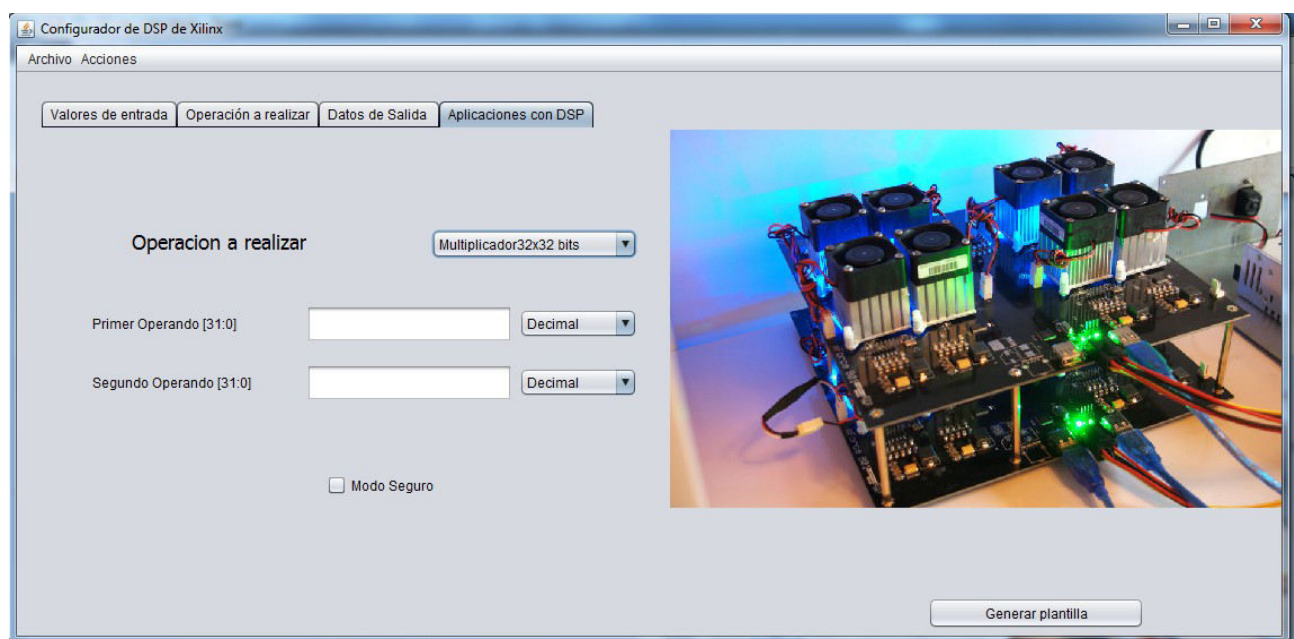 Configurador de DSP de Xilinx
Archivo Acciones
Valores de entrada Operación a realizar Datos de Salida Aplicaciones con DSP
Operacion a realizar Multiplicador32x32 bits
Primer Operando [31:0] Decimal
Segundo Operando [31:0] Decimal
Modo Seguro
Generar plantilla